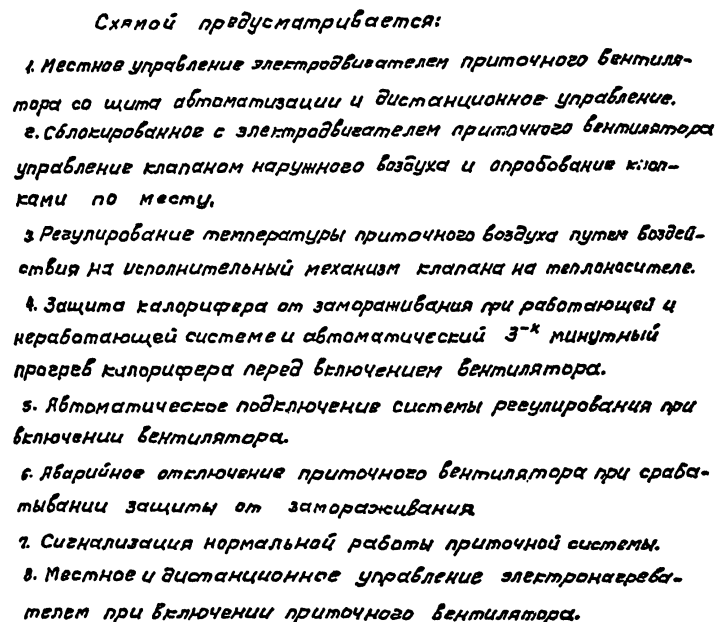 Схемой предусматривается:
1. Местное управление электродвигателем приточного вентиля-
тора со щита автоматизации и дистанционное управление.
2. Сблокированное с электродвигателем приточного вентилятора
управление клапаном наружного воздуха и опробование кноп-
ками по месту.
3. Регулирование температуры приточного воздуха путем воздей-
ствия на исполнительный механизм клапана на теплоносителе.
4. Защита калорифера от замораживания при работающей и
неработающей системе и автоматический 3-х минутный
прогрев калорифера перед включением вентилятора.
5. Автоматическое подключение системы регулирования при
включении вентилятора.
6. Аварийное отключение приточного вентилятора при сраба-
тывании защиты от замораживания
7. Сигнализация нормальной работы приточной системы.
8. Местное и дистанционное управление электронагрева-
телем при включении приточного вентилятора.